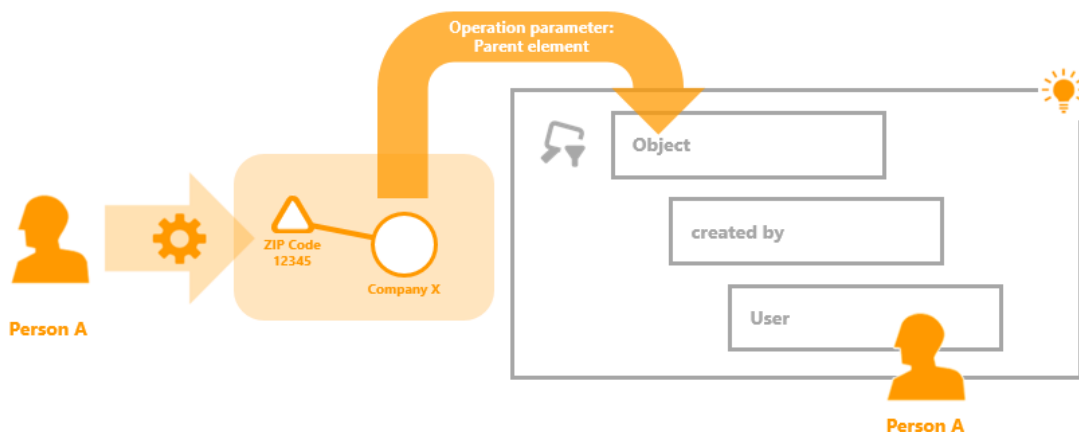 Operation parameter:
Parent element
Object
created by
User
ZIP Code
12345
Company X
Person A
Person A